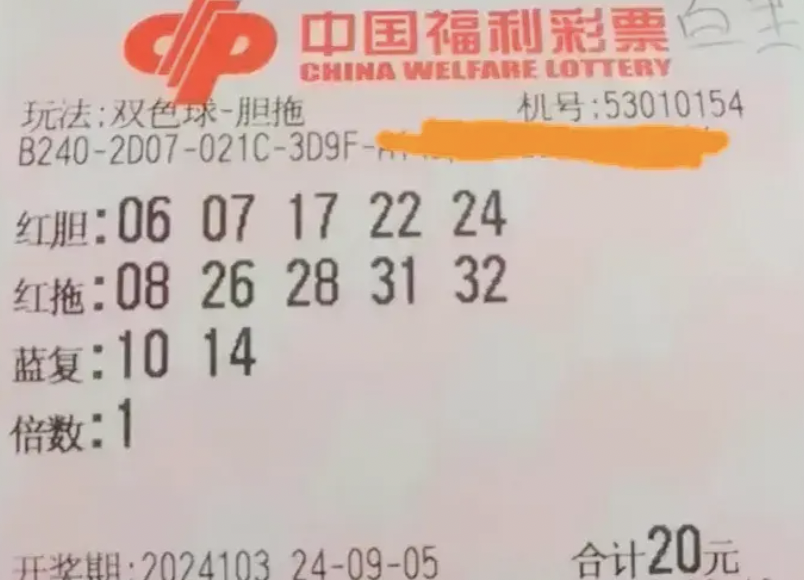 中国福利彩票
CHINA WELFARE LOTTERY
玩法:双色球-胆拖 机号:53010154
B240-2D07-021C-3D9F-
红胆:06 07 17 22 24
红拖:08 26 28 31 32
蓝复:10 14
倍数:1
开奖期:2024103 24-09-05 合计20元